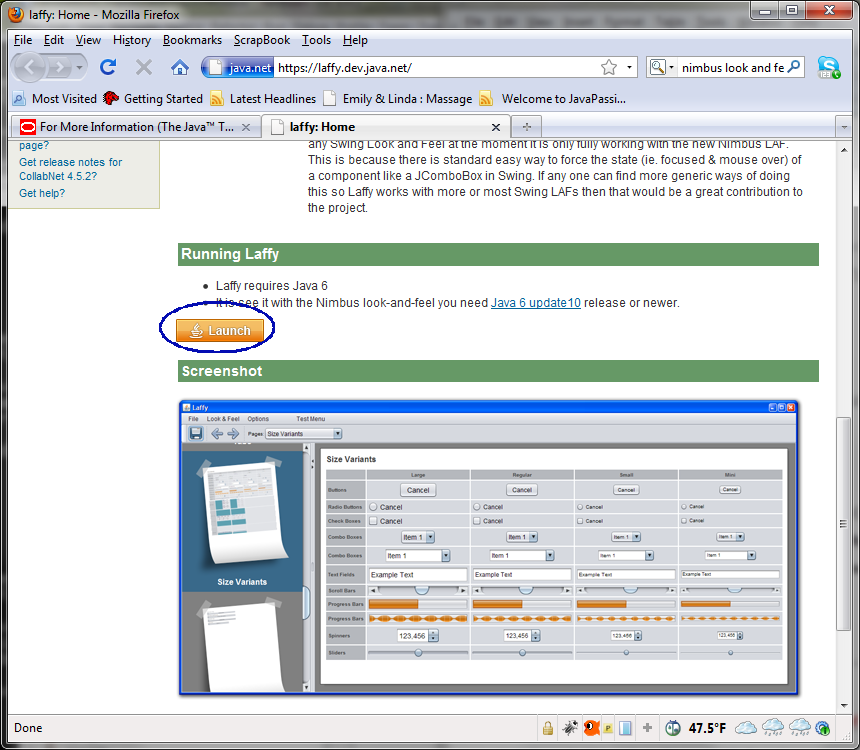 laffy: Home - Mozilla Firefox
File Edit View History Bookmarks ScrapBook Tools Help
java.net https://laffy.dev.java.net/ nimbus look and fe
Most Visited Getting Started Latest Headlines Emily & Linda : Massage Welcome to JavaPassi...
For More Information (The Java™ T... laffy: Home
page?
Get release notes for
CollabNet 4.5.2?
Get help?
any Swing Look and Feel at the moment it is only fully working with the new Nimbus LAF.
This is because there is standard easy way to force the state (ie. focused & mouse over) of
a component like a JComboBox in Swing. If any one can find more generic ways of doing
this so Laffy works with more or most Swing LAFs then that would be a great contribution to
the project.
Running Laffy
Laffy requires Java 6
It is see it with the Nimbus look-and-feel you need Java 6 update10 release or newer.
Launch
Screenshot
Laffy
File Look & Feel Options Test Menu
Pages: Size Variants
Size Variants
Size Variants
Large Regular Small Mini
Buttons Cancel Cancel Cancel Cancel
Radio Buttons Cancel Cancel Cancel Cancel
Check Boxes Cancel Cancel Cancel Cancel
Combo Boxes Item 1 Item 1 Item 1 Item 1
Combo Boxes Item 1 Item 1 Item 1 Item 1
Text Fields Example Text Example Text Example Text Example Text
Scroll Bars
Progress Bars
Progress Bars
Spinners 123,456 123,456 123,456 123,456
Sliders
Done 47.5°F